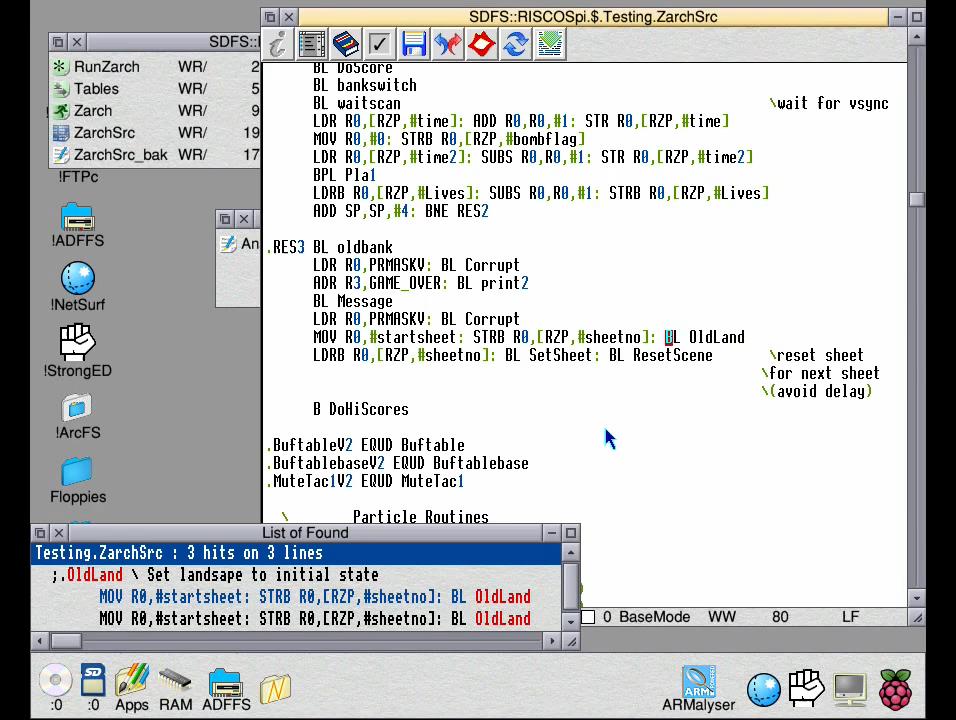 SDFS::RISCOSpi.$.Testing.ZarchSrc
SDFS::R
RunZarch WR/ 2
Tables WR/ 5
Zarch WR/ 9
ZarchSrc WR/ 19
ZarchSrc_bak WR/ 17
!FTPc
!ADFFS
!NetSurf
!StrongED
!ArcFS
Floppies
An
BL DoScore
BL bankswitch
BL waitscan \wait for vsync
LDR R0,[RZP,#time]: ADD R0,R0,#1: STR R0,[RZP,#time]
MOV R0,#0: STRB R0,[RZP,#bombflag]
LDR R0,[RZP,#time2]: SUBS R0,R0,#1: STR R0,[RZP,#time2]
BPL Pla1
LDRB R0,[RZP,#Lives]: SUBS R0,R0,#1: STRB R0,[RZP,#Lives]
ADD SP,SP,#4: BNE RES2
.RES3 BL oldbank
LDR R0,PRMASKV: BL Corrupt
ADR R3,GAME_OVER: BL print2
BL Message
LDR R0,PRMASKV: BL Corrupt
MOV R0,#startsheet: STRB R0,[RZP,#sheetno]: BL OldLand
LDRB R0,[RZP,#sheetno]: BL SetSheet: BL ResetScene \reset sheet
\for next sheet
\(avoid delay)
B DoHiScores
.BuftableV2 EQUD Buftable
.BuftablebaseV2 EQUD Buftablebase
.MuteTac1V2 EQUD MuteTac1
\ Particle Routines
0 BaseMode WW 80 LF
List of Found
Testing.ZarchSrc : 3 hits on 3 lines
;.OldLand \ Set landsape to initial state
MOV R0,#startsheet: STRB R0,[RZP,#sheetno]: BL OldLand
MOV R0,#startsheet: STRB R0,[RZP,#sheetno]: BL OldLand
:0 :0 Apps RAM ADFFS
ARM
ARMalyser